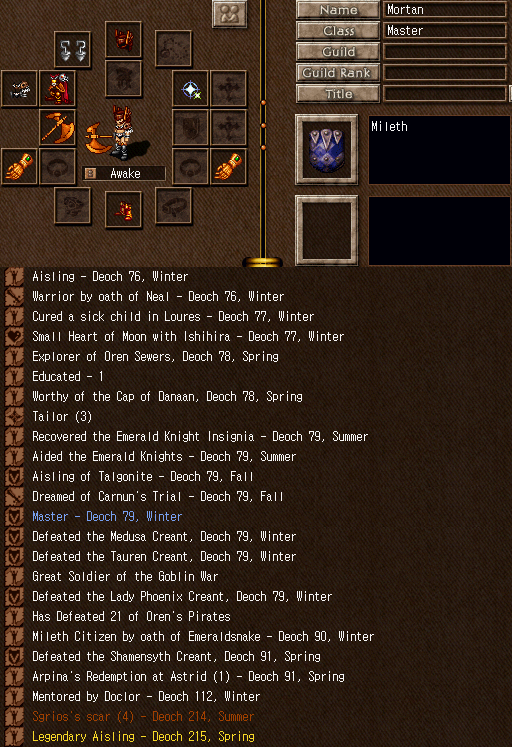 Name Mortan
Class Master
Guild
Guild Rank
Title
Mileth
Awake
Aisling - Deoch 76, Winter
Warrior by oath of Neal - Deoch 76, Winter
Cured a sick child in Loures - Deoch 77, Winter
Small Heart of Moon with Ishihira - Deoch 77, Winter
Explorer of Oren Sewers, Deoch 78, Spring
Educated - 1
Worthy of the Cap of Danaan, Deoch 78, Spring
Tailor (3)
Recovered the Emerald Knight Insignia - Deoch 79, Summer
Aided the Emerald Knights - Deoch 79, Summer
Aisling of Talgonite - Deoch 79, Fall
Dreamed of Carnun's Trial - Deoch 79, Fall
Master - Deoch 79, Winter
Defeated the Medusa Creant, Deoch 79, Winter
Defeated the Tauren Creant, Deoch 79, Winter
Great Soldier of the Goblin War
Defeated the Lady Phoenix Creant, Deoch 79, Winter
Has Defeated 21 of Oren's Pirates
Mileth Citizen by oath of Emeraldsnake - Deoch 90, Winter
Defeated the Shamensyth Creant, Deoch 91, Spring
Arpina's Redemption at Astrid (1) - Deoch 91, Spring
Mentored by Docior - Deoch 112, Winter
Sgrios's scar (4) - Deoch 214, Summer
Legendary Aisling - Deoch 215, Spring